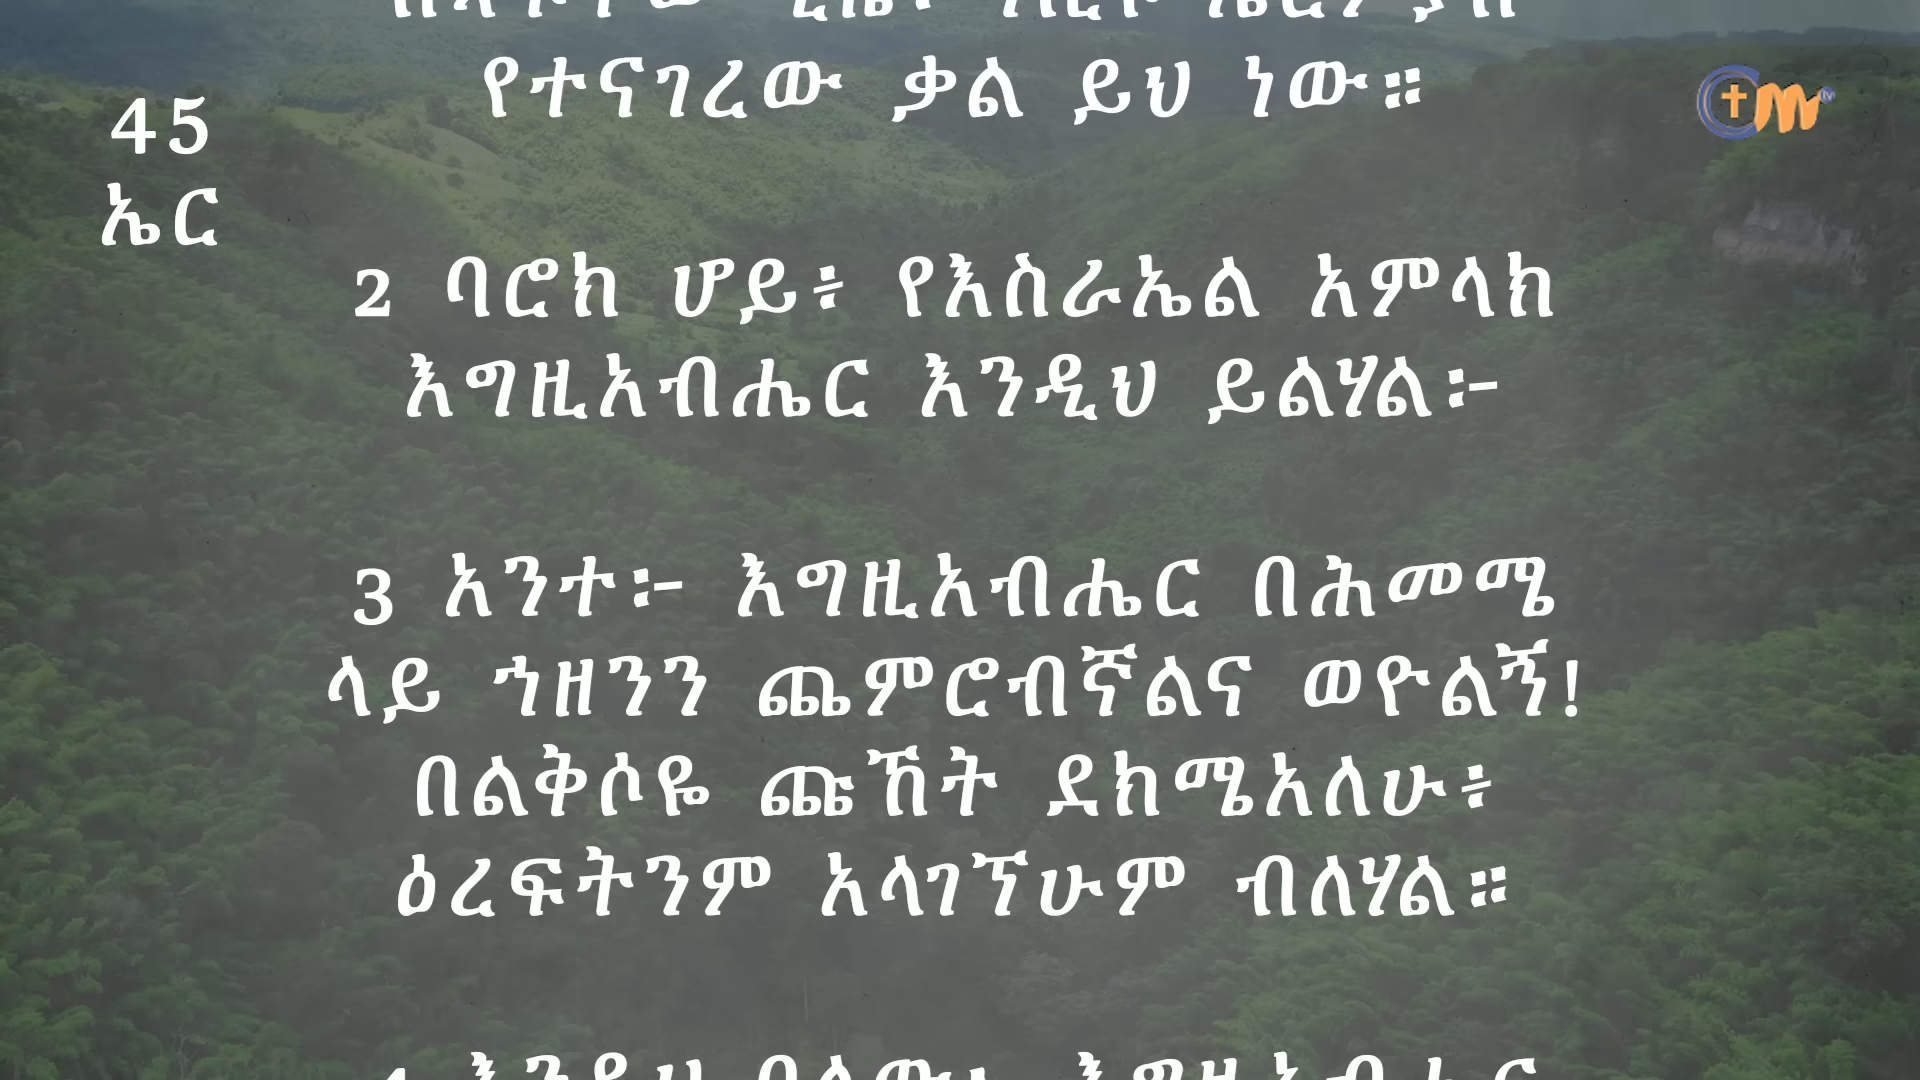 የተናገረው ቃል ይህ ነው።
45
ኤር
2 ባሮክ ሆይ፥ የእስራኤል አምላክ
እግዚአብሔር እንዲህ ይልሃል፦
3 አንተ፦ እግዚአብሔር በሕመሜ
ላይ ኀዘንን ጨምሮብኛልና ወዮልኝ!
በልቅሶዬ ጩኸት ደክሜአለሁ፥
ዕረፍትንም አላገኘሁም ብለሃል።